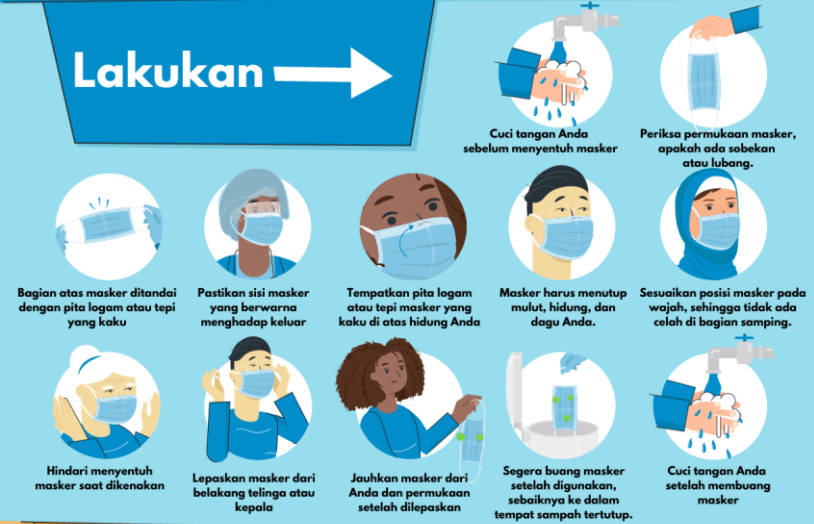 Lakukan
Cuci tangan Anda
sebelum menyentuh masker
Periksa permukaan masker,
apakah ada sobekan
atau lubang.
Bagian atas masker ditandai
dengan pita logam atau tepi
yang kaku
Pastikan sisi masker
yang berwarna
menghadap keluar
Tempatkan pita logam
atau tepi masker yang
kaku di atas hidung Anda
Masker harus menutup
mulut, hidung, dan
dagu Anda.
Sesuaikan posisi masker pada
wajah, sehingga tidak ada
celah di bagian samping.
Hindari menyentuh
masker saat dikenakan
Lepaskan masker dari
belakang telinga atau
kepala
Jauhkan masker dari
Anda dan permukaan
setelah dilepaskan
Segera buang masker
setelah digunakan,
sebaiknya ke dalam
tempat sampah tertutup.
Cuci tangan Anda
setelah membuang
masker